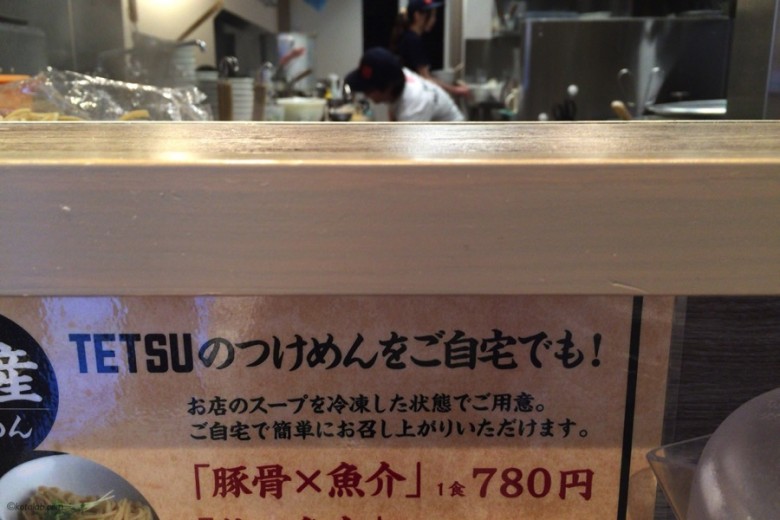 産
めん
TETSUのつけめんをご自宅でも!
お店のスープを冷凍した状態でご用意。
ご自宅で簡単にお召し上がりいただけます。
「豚骨×魚介」1食780円